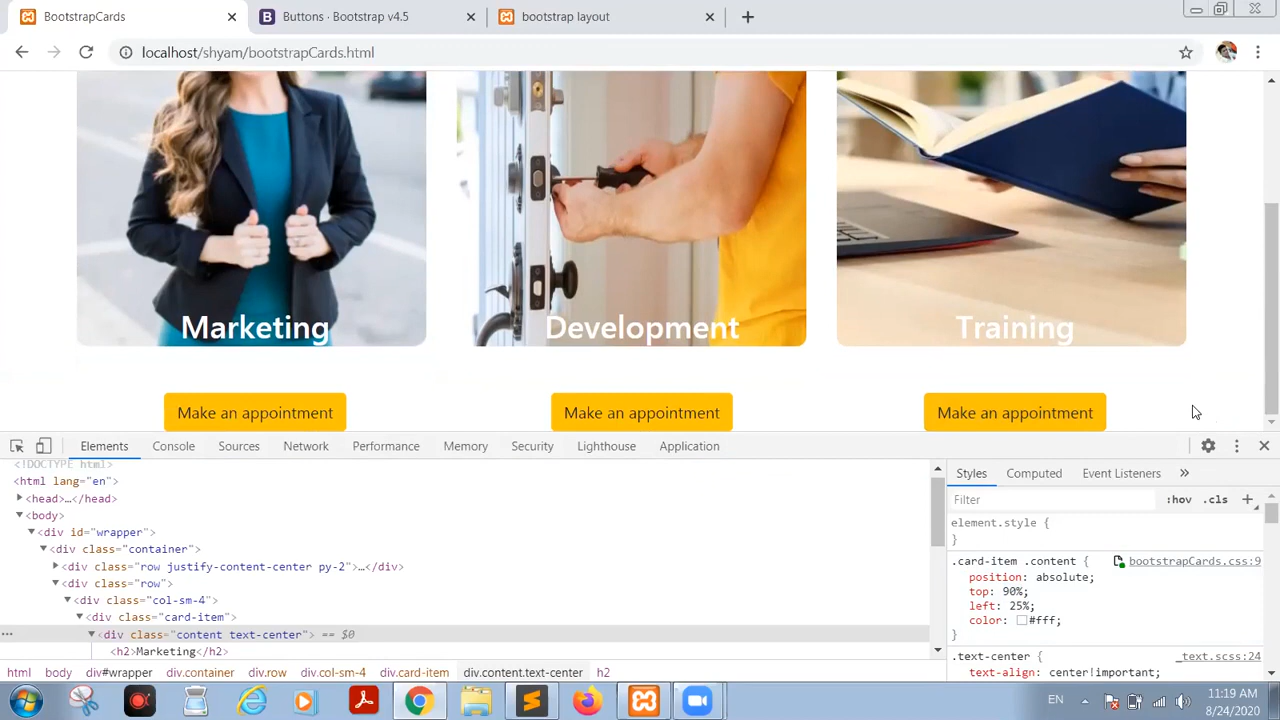 BootstrapCards
Buttons · Bootstrap v4.5
bootstrap layout
localhost/shyam/bootstrapCards.html
Marketing
Development
Training
Make an appointment
Make an appointment
Make an appointment
Elements
Console
Sources
Network
Performance
Memory
Security
Lighthouse
Application
<!DOCTYPE html>
<html lang="en">
<head>…</head>
<body>
<div id="wrapper">
<div class="container">
<div class="row justify-content-center py-2">…</div>
<div class="row">
<div class="col-sm-4">
<div class="card-item">
<div class="content text-center"> == $0
<h2>Marketing</h2>
html body div#wrapper div.container div.row div.col-sm-4 div.card-item div.content.text-center h2
Styles
Computed
Event Listeners
Filter
:hov .cls
element.style {
}
.card-item .content { bootstrapCards.css:9
position: absolute;
top: 90%;
left: 25%;
color: #fff;
}
.text-center { _text.scss:24
text-align: center!important;
EN
11:19 AM
8/24/2020